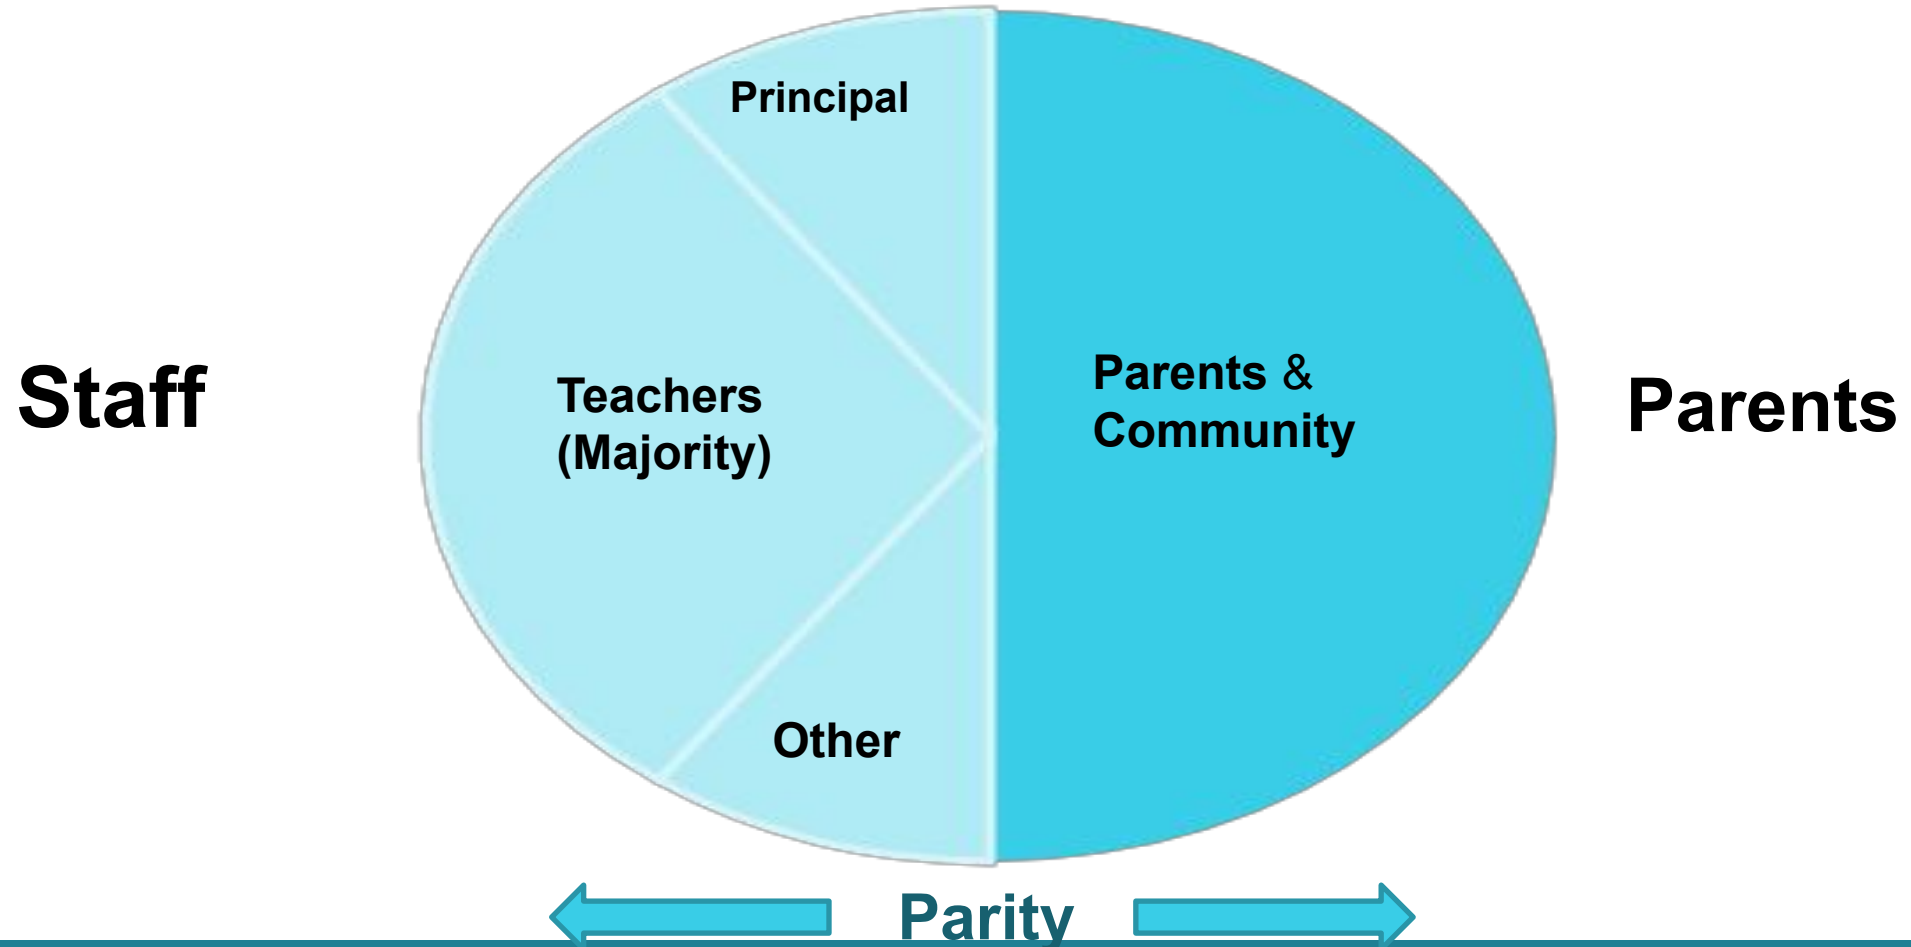 Principal
Staff
Teachers
(Majority)
Parents &
Community
Parents
Other
Parity